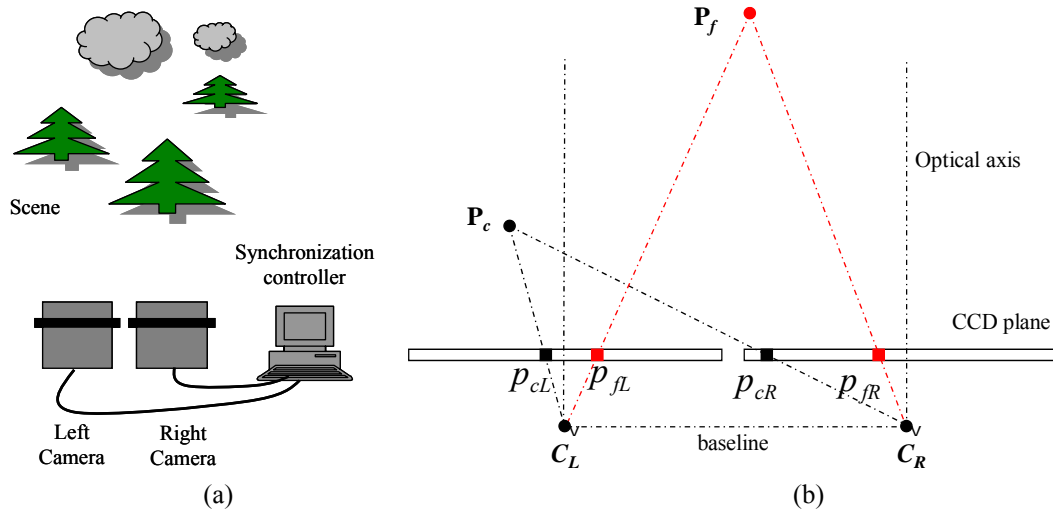 Scene
Synchronization
controller
Left
Camera
Right
Camera
(a)
P_f
Optical axis
P_c
CCD plane
p_cL
p_fL
p_cR
p_fR
baseline
C_L
C_R
(b)